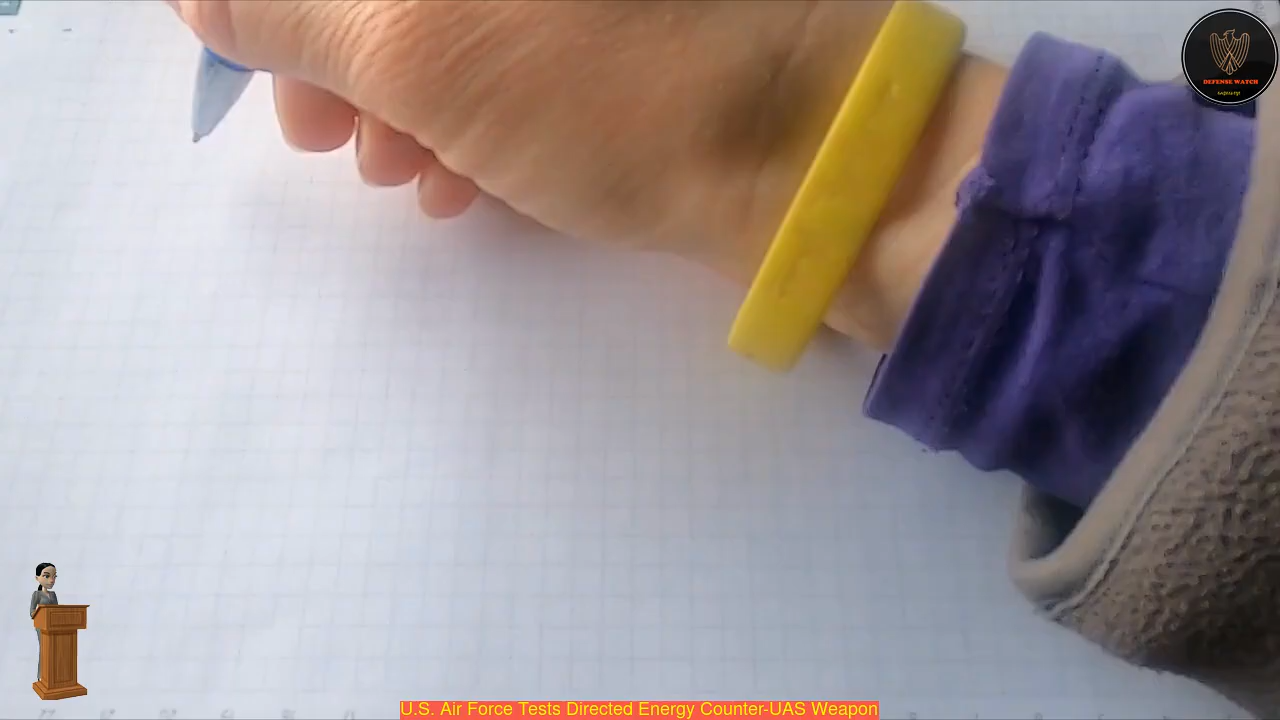 DEFENSE WATCH
U.S. Air Force Tests Directed Energy Counter-UAS Weapon